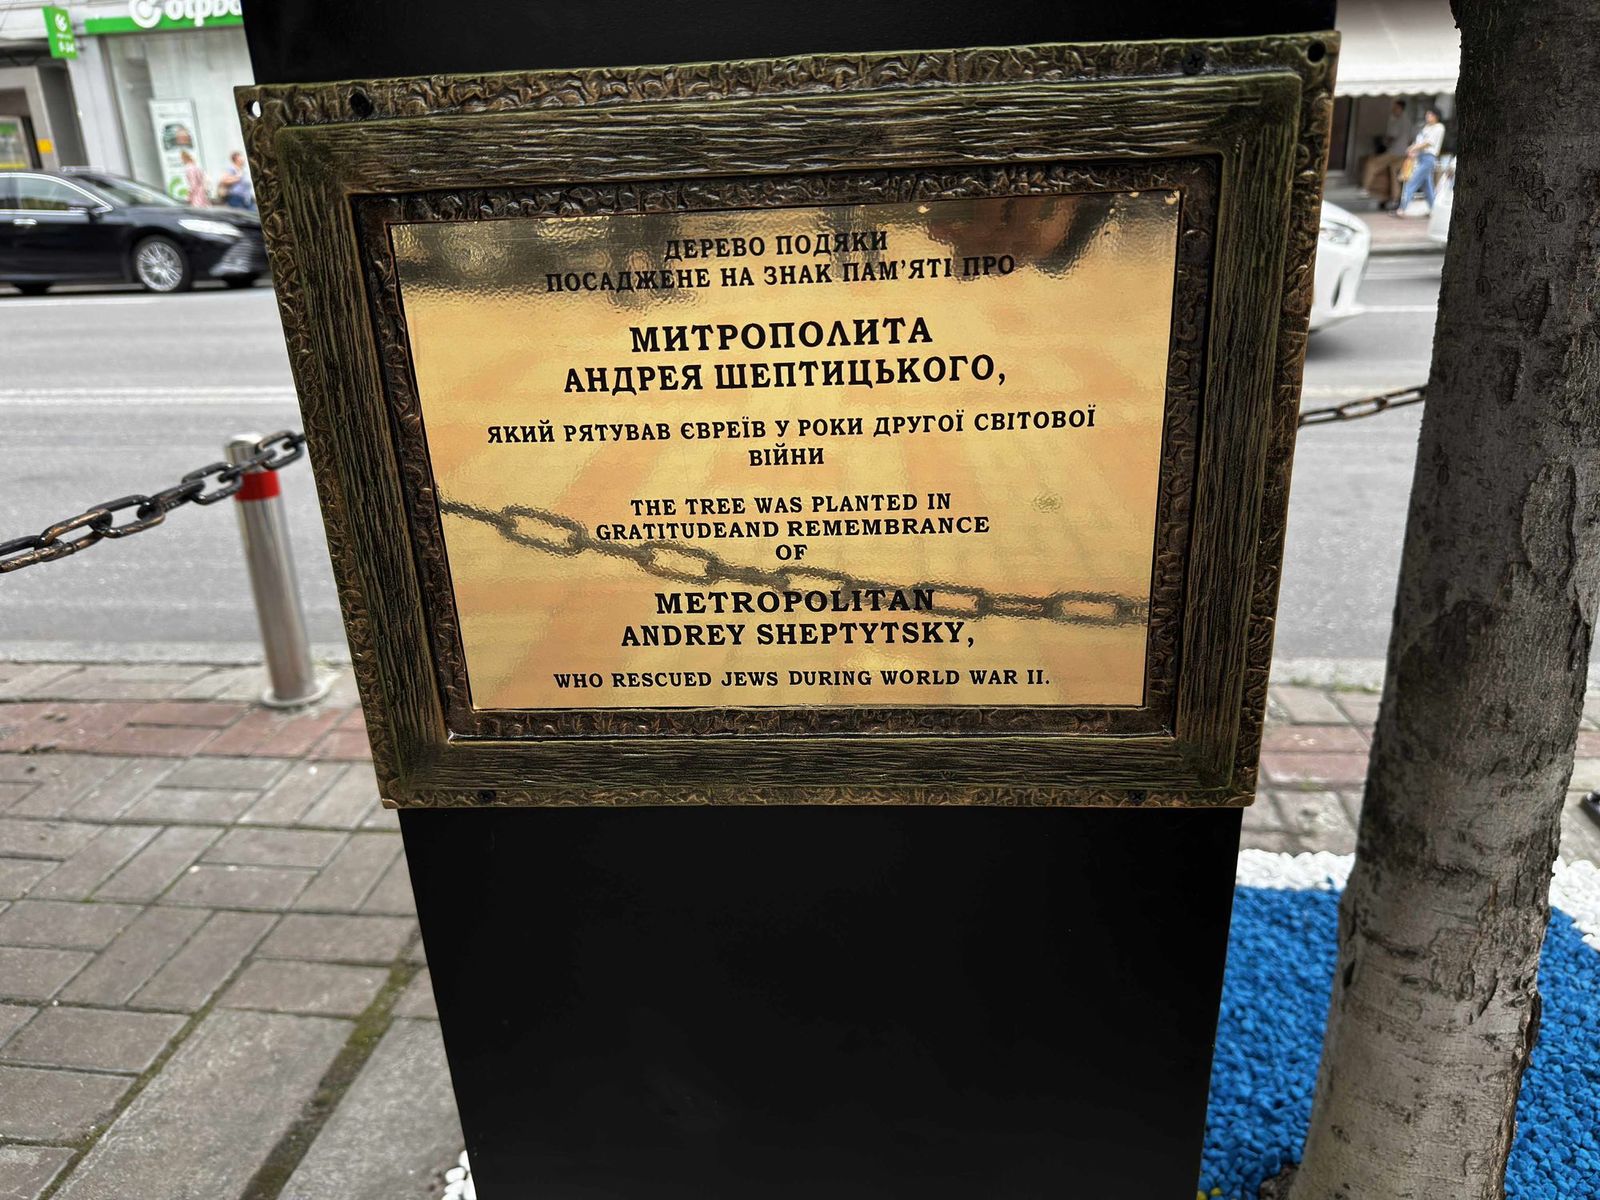 otpb
ДЕРЕВО ПОДЯКИ
ПОСАДЖЕНЕ НА ЗНАК ПАМ’ЯТІ ПРО
МИТРОПОЛИТА
АНДРЕЯ ШЕПТИЦЬКОГО,
ЯКИЙ РЯТУВАВ ЄВРЕЇВ У РОКИ ДРУГОЇ СВІТОВОЇ
ВІЙНИ
THE TREE WAS PLANTED IN
GRATITUDEAND REMEMBRANCE
OF
METROPOLITAN
ANDREY SHEPTYTSKY,
WHO RESCUED JEWS DURING WORLD WAR II.